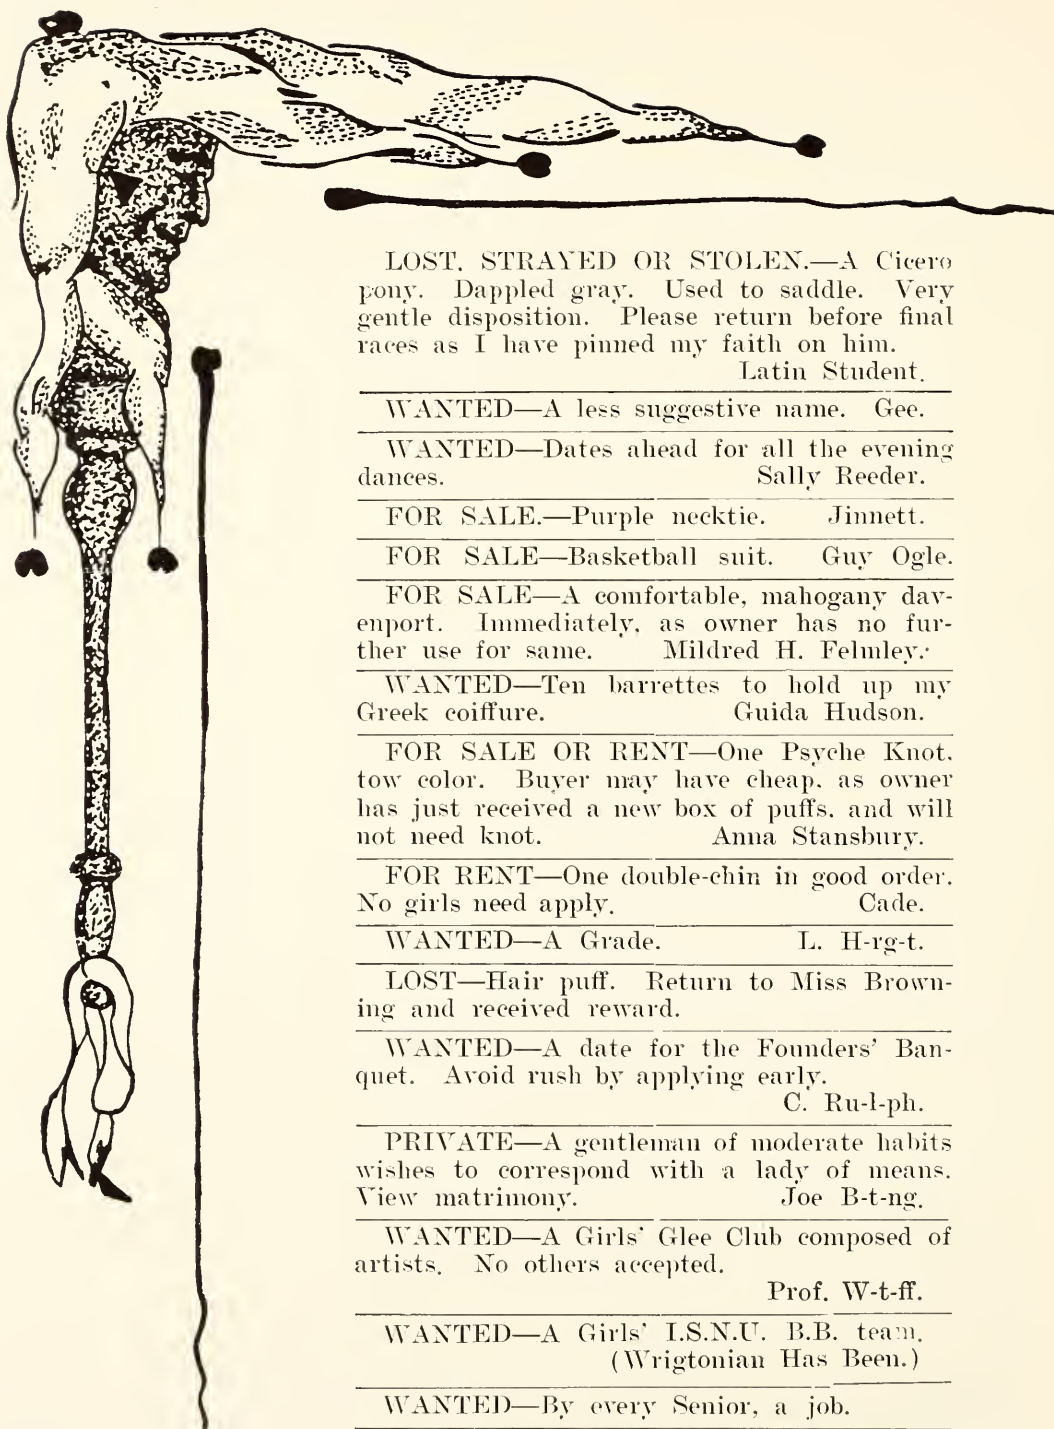 LOST, STRAYED OR STOLEN.—A Cicero
pony. Dappled gray. Used to saddle. Very
gentle disposition. Please return before final
races as I have pinned my faith on him.
Latin Student.
WANTED—A less suggestive name. Gee.
WANTED—Dates ahead for all the evening
dances. Sally Reeder.
FOR SALE.—Purple necktie. Jinnett.
FOR SALE—Basketball suit. Guy Ogle.
FOR SALE—A comfortable, mahogany dav-
enport. Immediately, as owner has no fur-
ther use for same. Mildred H. Felmley.
WANTED—Ten barrettes to hold up my
Greek coiffure. Guida Hudson.
FOR SALE OR RENT—One Psyche Knot,
tow color. Buyer may have cheap, as owner
has just received a new box of puffs, and will
not need knot. Anna Stansbury.
FOR RENT—One double-chin in good order.
No girls need apply. Cade.
WANTED—A Grade. L. H-rg-t.
LOST—Hair puff. Return to Miss Brown-
ing and received reward.
WANTED—A date for the Founders' Ban-
quet. Avoid rush by applying early.
C. Ru-l-ph.
PRIVATE—A gentleman of moderate habits
wishes to correspond with a lady of means.
View matrimony. Joe B-t-ng.
WANTED—A Girls' Glee Club composed of
artists. No others accepted.
Prof. W-t-ff.
WANTED—A Girls' I.S.N.U. B.B. team.
(Wrigtonian Has Been.)
WANTED—By every Senior, a job.